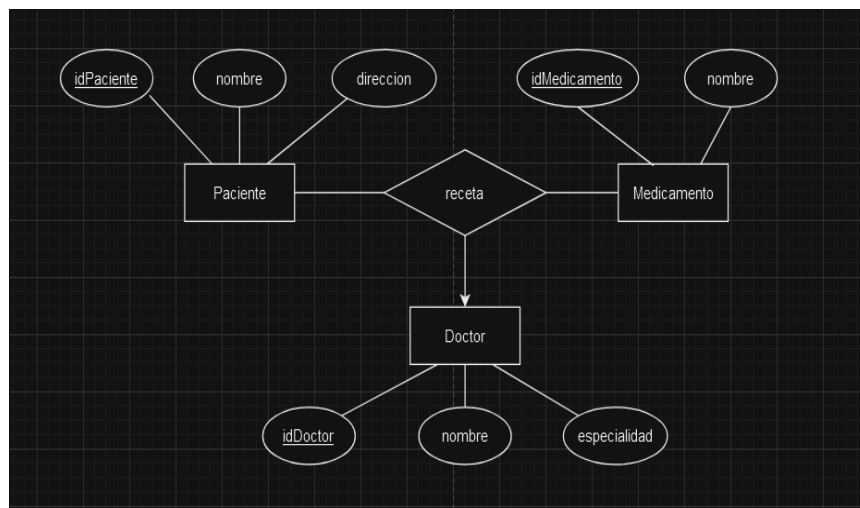 idPaciente
nombre
direccion
idMedicamento
nombre
Paciente
receta
Medicamento
Doctor
idDoctor
nombre
especialidad